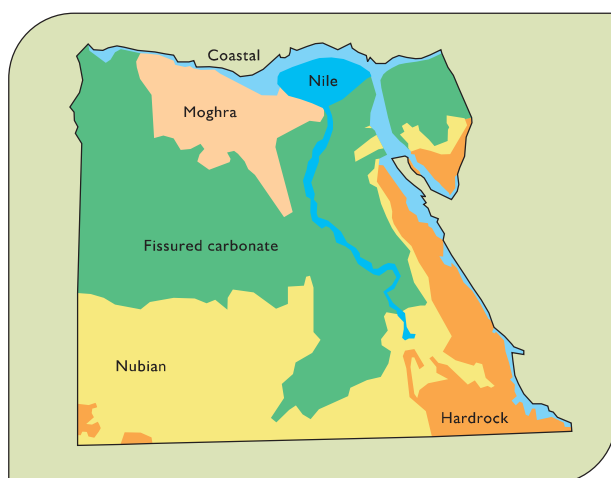 Coastal
Nile
Moghra
Fissured carbonate
Nubian
Hardrock